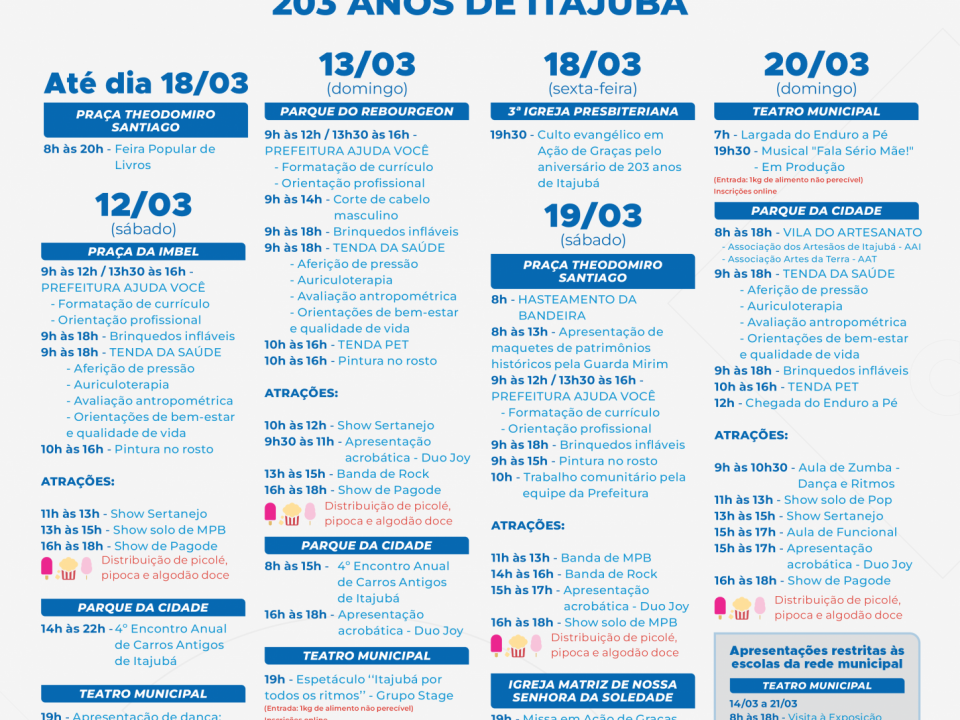 203 ANOS DE ITAJUBÁ
Até dia 18/03
PRAÇA THEODOMIRO
SANTIAGO
8h às 20h - Feira Popular de
Livros
12/03
(sábado)
PRAÇA DA IMBEL
9h às 12h / 13h30 às 16h -
PREFEITURA AJUDA VOCÊ
- Formatação de currículo
- Orientação profissional
9h às 18h - Brinquedos infláveis
9h às 18h - TENDA DA SAÚDE
- Aferição de pressão
- Auriculoterapia
- Avaliação antropométrica
- Orientações de bem-estar
e qualidade de vida
10h às 16h - Pintura no rosto
ATRAÇÕES:
11h às 13h - Show Sertanejo
13h às 15h - Show solo de MPB
16h às 18h - Show de Pagode
Distribuição de picolé,
pipoca e algodão doce
PARQUE DA CIDADE
14h às 22h - 4º Encontro Anual
de Carros Antigos
de Itajubá
TEATRO MUNICIPAL
19h - Apresentação de dança:
13/03
(domingo)
PARQUE DO REBOURGEON
9h às 12h / 13h30 às 16h -
PREFEITURA AJUDA VOCÊ
- Formatação de currículo
- Orientação profissional
9h às 14h - Corte de cabelo
masculino
9h às 18h - Brinquedos infláveis
9h às 18h - TENDA DA SAÚDE
- Aferição de pressão
- Auriculoterapia
- Avaliação antropométrica
- Orientações de bem-estar
e qualidade de vida
10h às 16h - TENDA PET
10h às 16h - Pintura no rosto
ATRAÇÕES:
10h às 12h - Show Sertanejo
9h30 às 11h - Apresentação
acrobática - Duo Joy
13h às 15h - Banda de Rock
16h às 18h - Show de Pagode
Distribuição de picolé,
pipoca e algodão doce
PARQUE DA CIDADE
8h às 15h - 4º Encontro Anual
de Carros Antigos
de Itajubá
16h às 18h - Apresentação
acrobática - Duo Joy
TEATRO MUNICIPAL
19h - Espetáculo ‘‘Itajubá por
todos os ritmos’’ - Grupo Stage
(Entrada: 1kg de alimento não perecível)
Inscrições online
18/03
(sexta-feira)
3ª IGREJA PRESBITERIANA
19h30 - Culto evangélico em
Ação de Graças pelo
aniversário de 203 anos
de Itajubá
19/03
(sábado)
PRAÇA THEODOMIRO
SANTIAGO
8h - HASTEAMENTO DA
BANDEIRA
8h às 13h - Apresentação de
maquetes de patrimônios
históricos pela Guarda Mirim
9h às 12h / 13h30 às 16h -
PREFEITURA AJUDA VOCÊ
- Formatação de currículo
- Orientação profissional
9h às 18h - Brinquedos infláveis
9h às 15h - Pintura no rosto
10h - Trabalho comunitário pela
equipe da Prefeitura
ATRAÇÕES:
11h às 13h - Banda de MPB
14h às 16h - Banda de Rock
15h às 17h - Apresentação
acrobática - Duo Joy
16h às 18h - Show solo de MPB
Distribuição de picolé,
pipoca e algodão doce
IGREJA MATRIZ DE NOSSA
SENHORA DA SOLEDADE
19h - Missa em Ação de Graças
20/03
(domingo)
TEATRO MUNICIPAL
7h - Largada do Enduro a Pé
19h30 - Musical "Fala Sério Mãe!"
- Em Produção
(Entrada: 1kg de alimento não perecível)
Inscrições online
PARQUE DA CIDADE
8h às 18h - VILA DO ARTESANATO
- Associação dos Artesãos de Itajubá - AAI
- Associação Artes da Terra - AAT
9h às 18h - TENDA DA SAÚDE
- Aferição de pressão
- Auriculoterapia
- Avaliação antropométrica
- Orientações de bem-estar
e qualidade de vida
9h às 18h - Brinquedos infláveis
10h às 16h - TENDA PET
12h - Chegada do Enduro a Pé
ATRAÇÕES:
9h às 10h30 - Aula de Zumba -
Dança e Ritmos
11h às 13h - Show solo de Pop
13h às 15h - Show Sertanejo
15h às 17h - Aula de Funcional
15h às 17h - Apresentação
acrobática - Duo Joy
16h às 18h - Show de Pagode
Distribuição de picolé,
pipoca e algodão doce
Apresentações restritas às
escolas da rede municipal
TEATRO MUNICIPAL
14/03 a 21/03
8h às 18h - Visita à Exposição